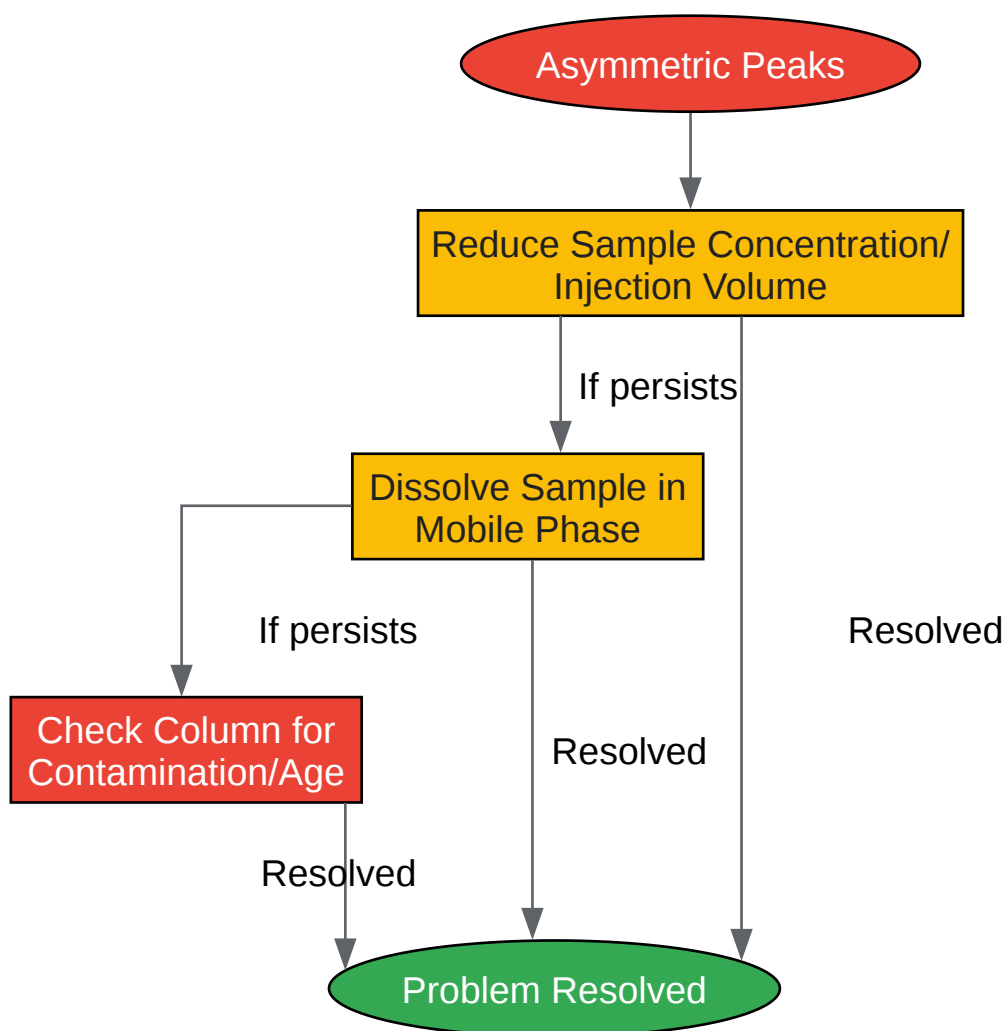 Asymmetric Peaks
Reduce Sample Concentration/
Injection Volume
If persists
Dissolve Sample in
Mobile Phase
If persists
Resolved
Check Column for
Contamination/Age
Resolved
Resolved
Problem Resolved